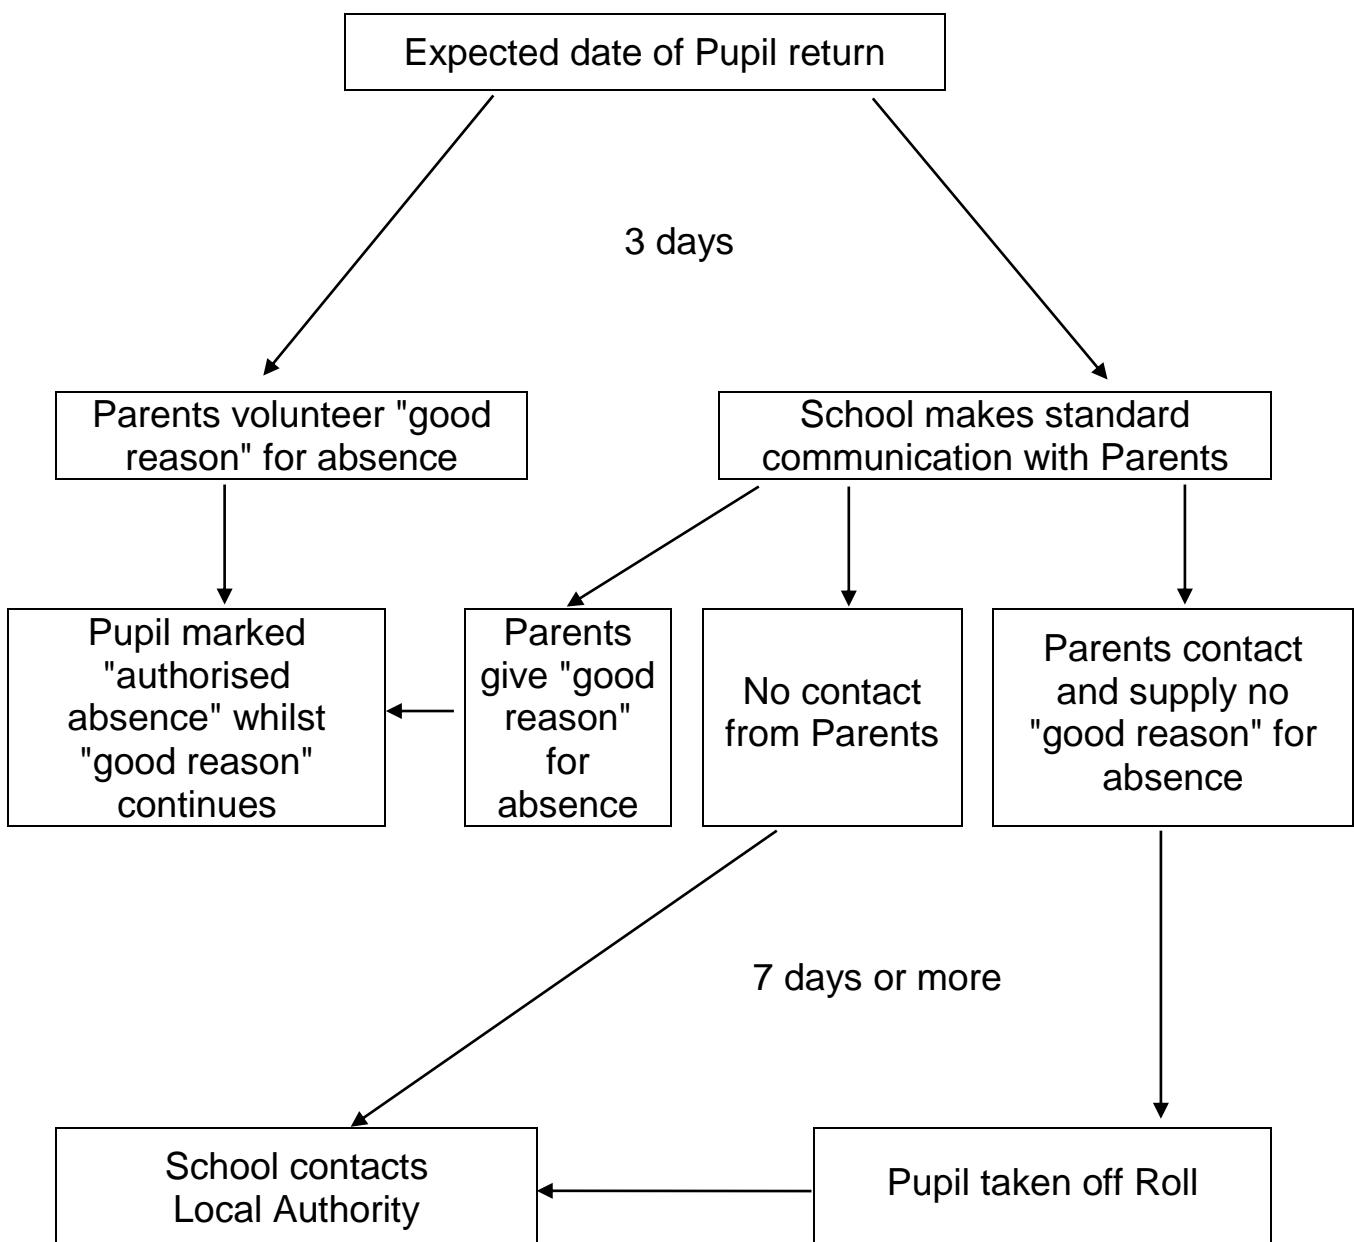 Expected date of Pupil return
3 days
Parents volunteer "good
reason" for absence
School makes standard
communication with Parents
Pupil marked
"authorised
absence" whilst
"good reason"
continues
Parents
give "good
reason"
for
absence
No contact
from Parents
Parents contact
and supply no
"good reason" for
absence
7 days or more
School contacts
Local Authority
Pupil taken off Roll